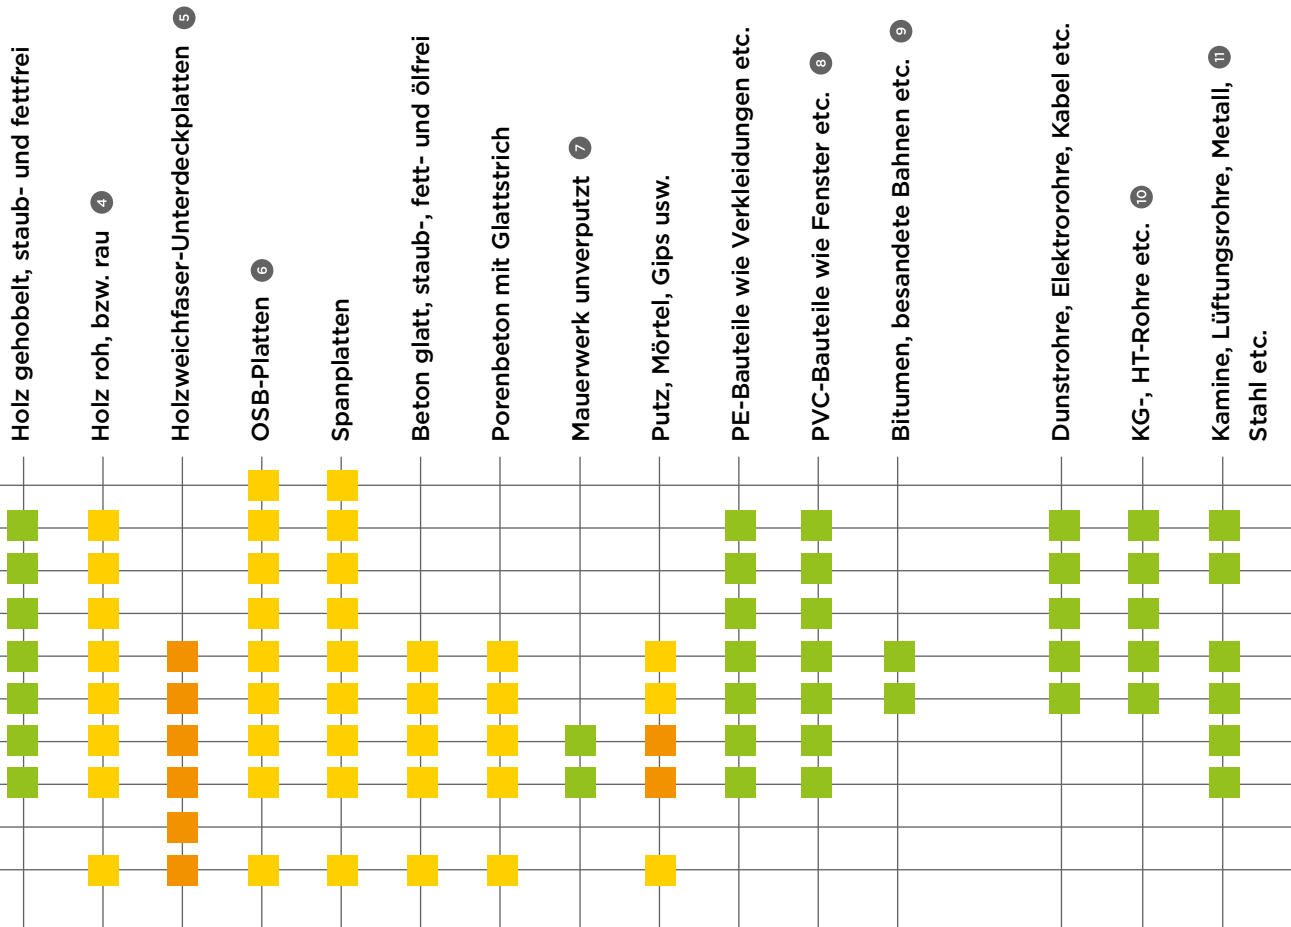 Holz gehobelt, staub- und fettfrei
Holz roh, bzw. rau 4
Holzweichfaser-Unterdeckplatten 5
OSB-Platten 6
Spanplatten
Beton glatt, staub-, fett- und ölfrei
Porenbeton mit Glattstrich
Mauerwerk unverputzt 7
Putz, Mörtel, Gips usw.
PE-Bauteile wie Verkleidungen etc.
PVC-Bauteile wie Fenster etc. 8
Bitumen, besandete Bahnen etc. 9
Dunstrohre, Elektrorohre, Kabel etc.
KG-, HT-Rohre etc. 10
Kamine, Lüftungsrohre, Metall, 11
Stahl etc.